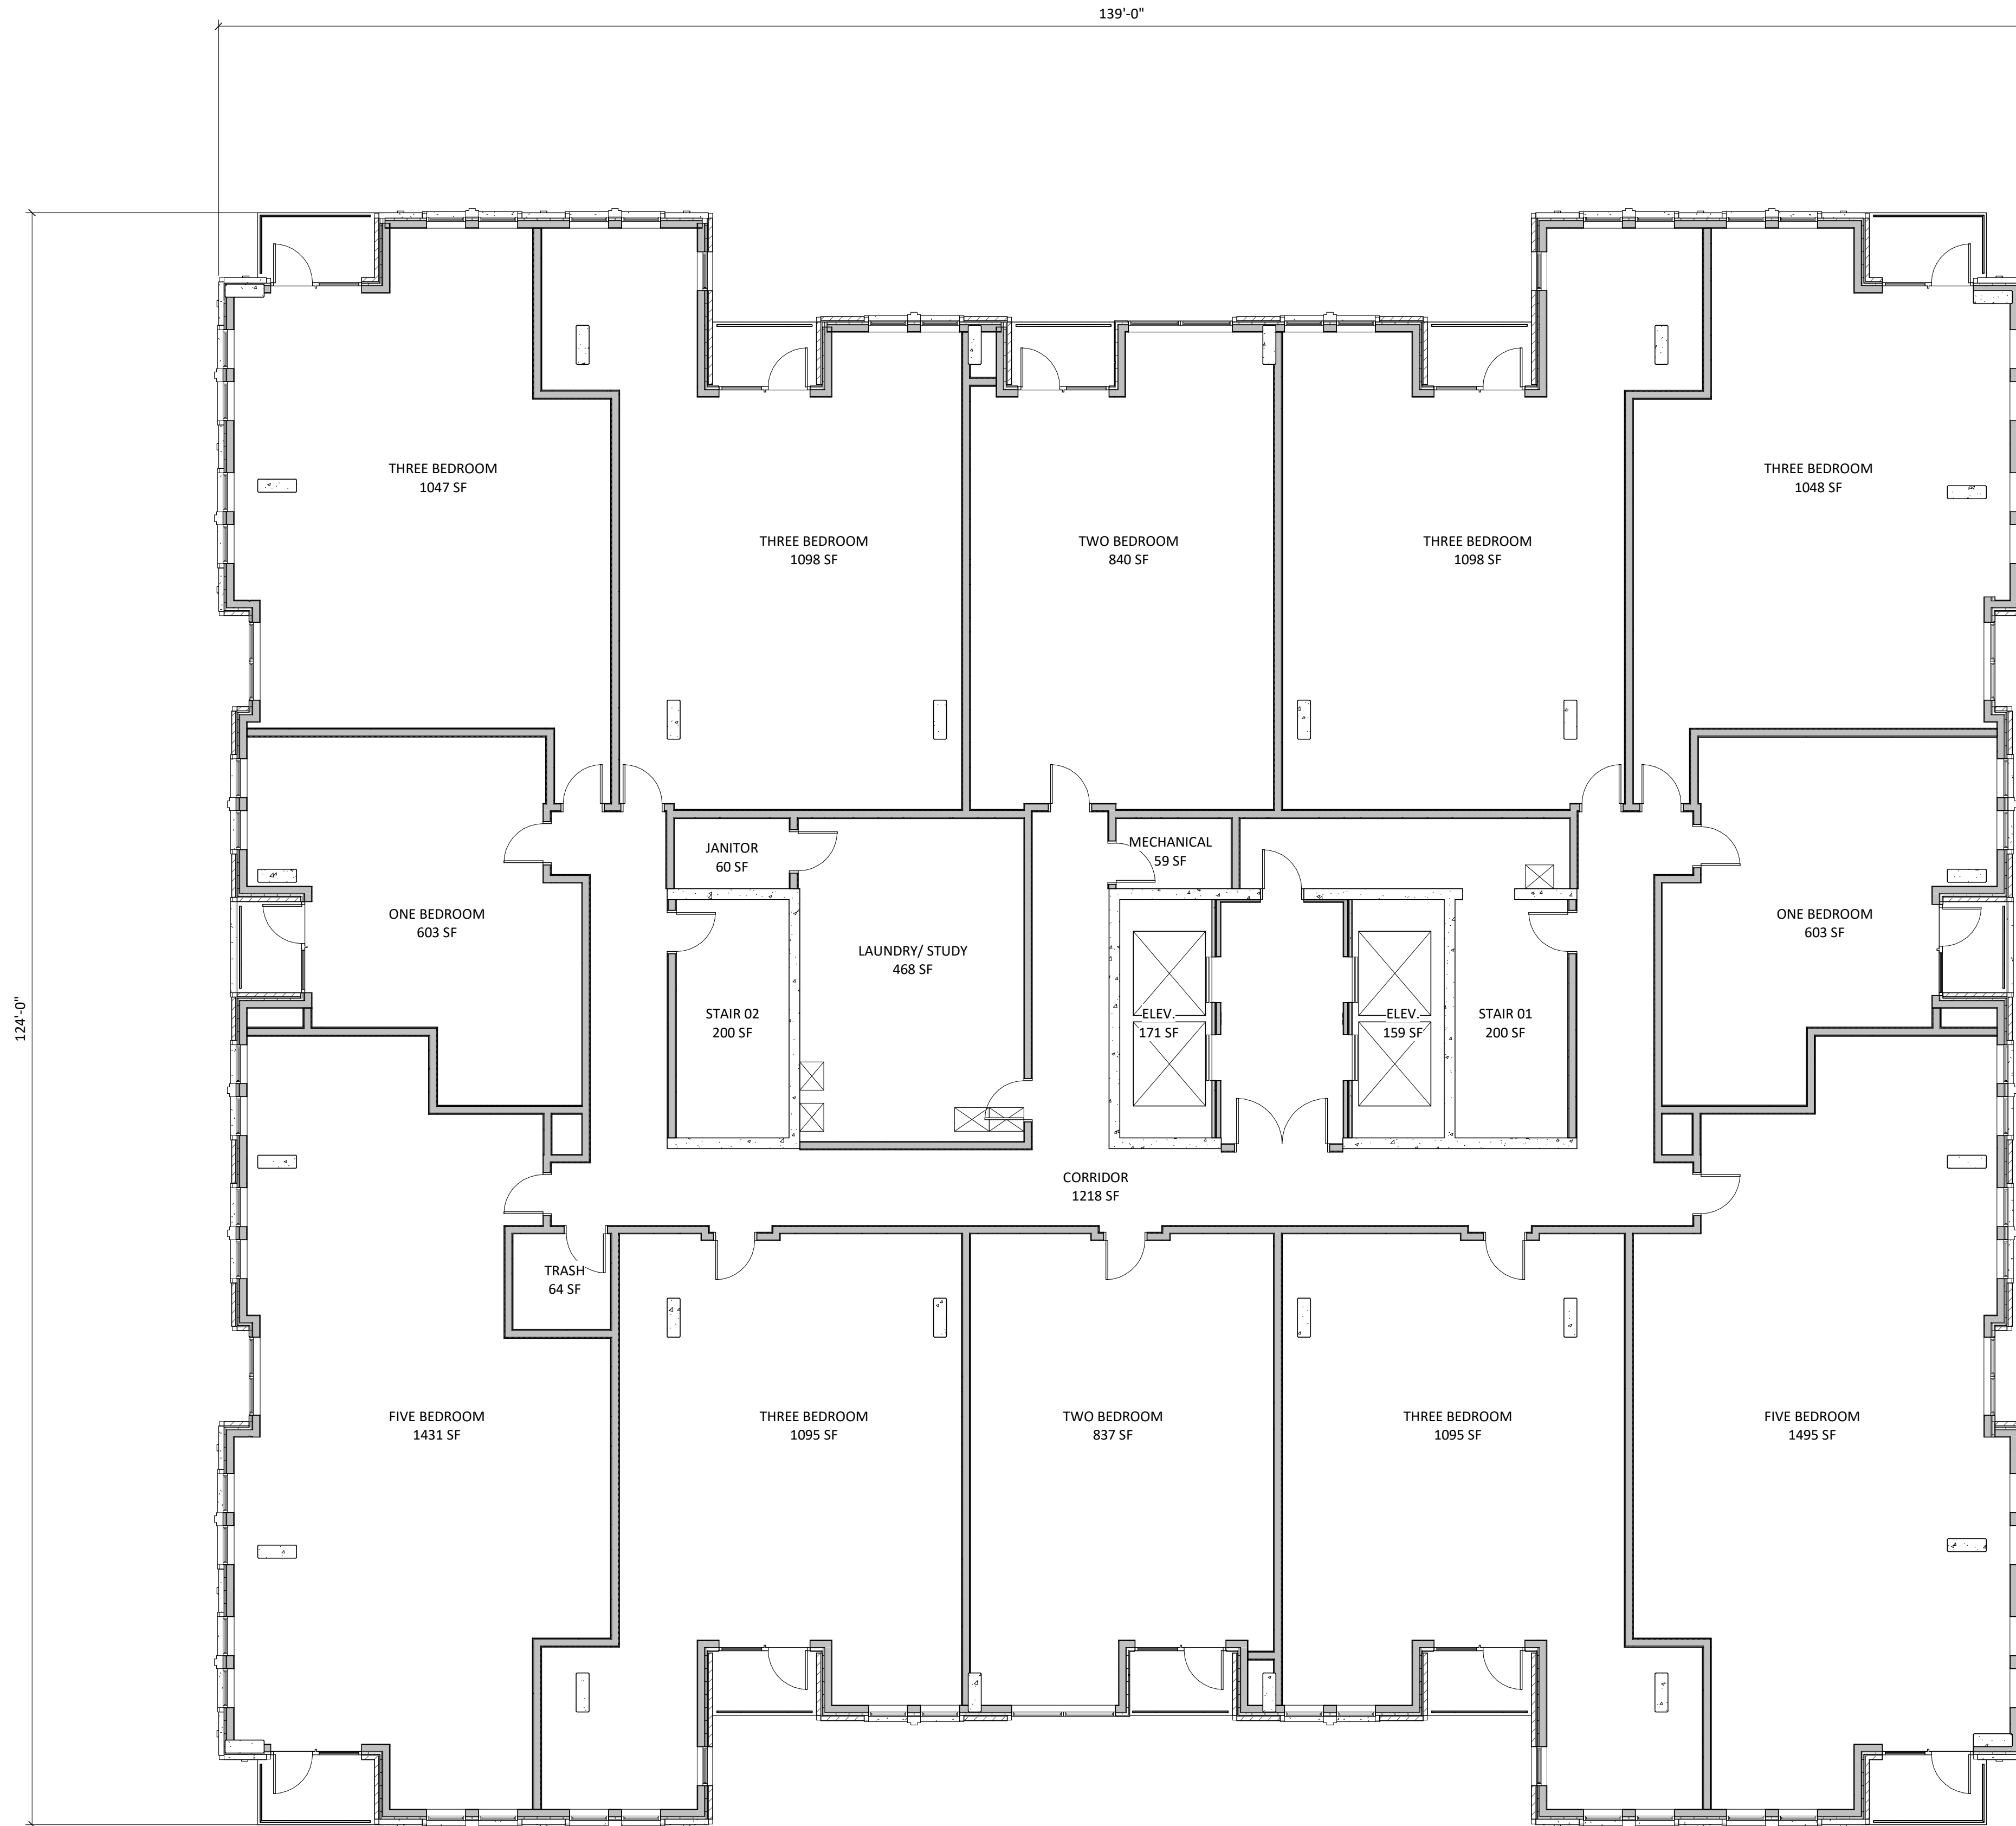 139'-0"
THREE BEDROOM
1047 SF
THREE BEDROOM
1048 SF
THREE BEDROOM
1098 SF
TWO BEDROOM
840 SF
THREE BEDROOM
1098 SF
JANITOR
60 SF
MECHANICAL
59 SF
ONE BEDROOM
603 SF
ONE BEDROOM
603 SF
LAUNDRY/ STUDY
468 SF
124'-0"
STAIR 02
200 SF
ELEV.
171 SF
ELEV.
159 SF
STAIR 01
200 SF
CORRIDOR
1218 SF
TRASH
64 SF
FIVE BEDROOM
1431 SF
THREE BEDROOM
1095 SF
TWO BEDROOM
837 SF
THREE BEDROOM
1095 SF
FIVE BEDROOM
1495 SF